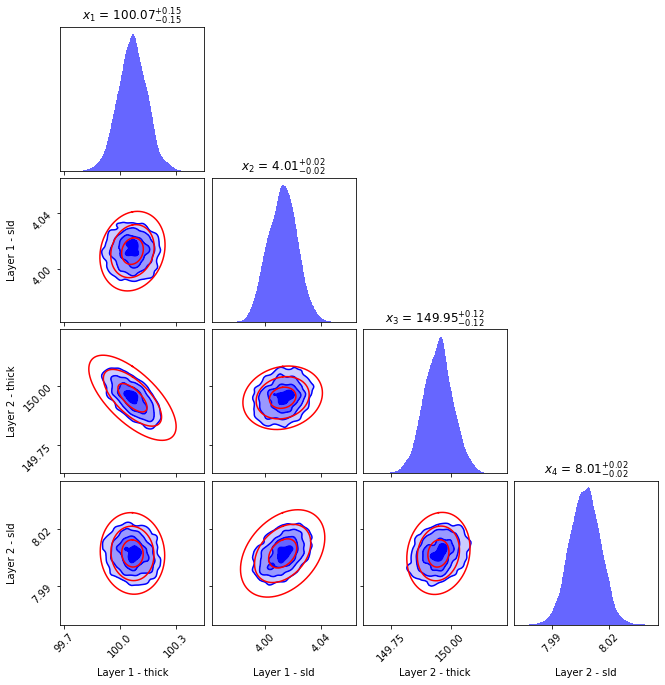 x₁ = 100.07⁺⁰·¹⁵₋₀.₁₅
x₂ = 4.01⁺⁰·⁰²₋₀.₀₂
4.04
4.00
Layer 1 - sld
x₃ = 149.95⁺⁰·¹²₋₀.₁₂
150.00
149.75
Layer 2 - thick
x₄ = 8.01⁺⁰·⁰²₋₀.₀₂
8.02
7.99
Layer 2 - sld
99.7 100.0 100.3 4.00 4.04 149.75 150.00 7.99 8.02
Layer 1 - thick Layer 1 - sld Layer 2 - thick Layer 2 - sld